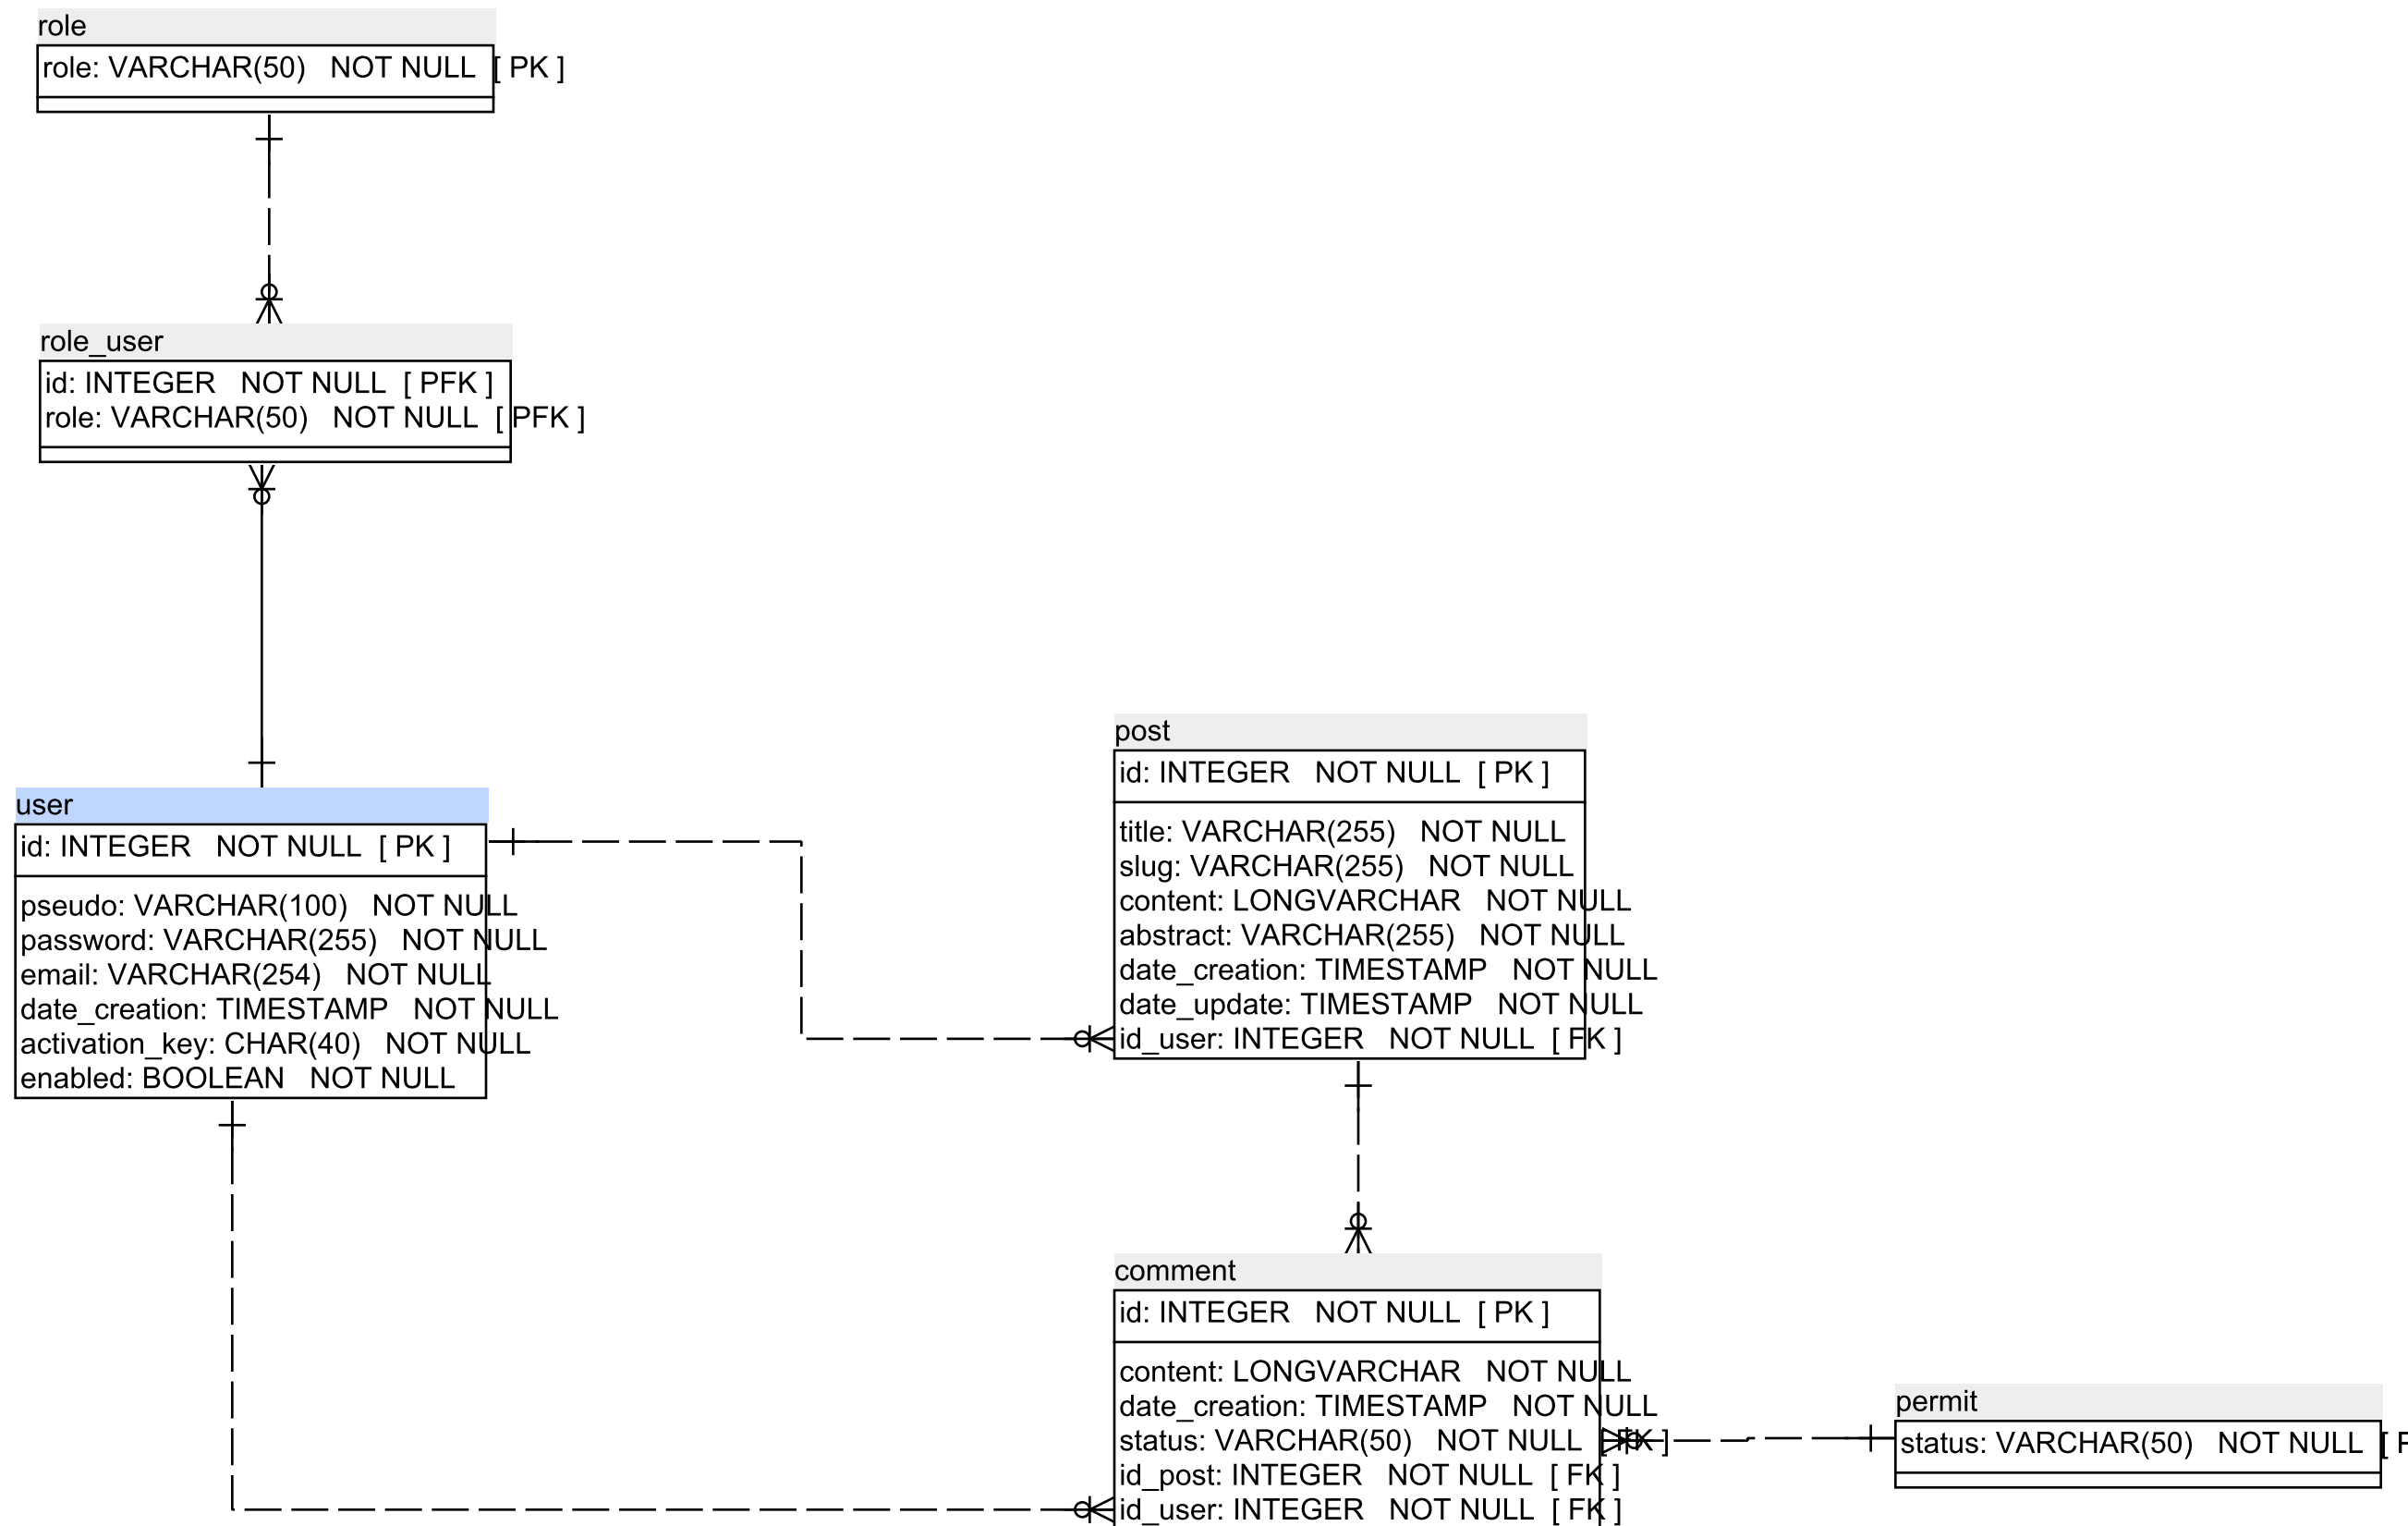 role
role: VARCHAR(50) NOT NULL [ PK ]
role_user
id: INTEGER NOT NULL [ PFK ]
role: VARCHAR(50) NOT NULL [ PFK ]
user
id: INTEGER NOT NULL [ PK ]
pseudo: VARCHAR(100) NOT NULL
password: VARCHAR(255) NOT NULL
email: VARCHAR(254) NOT NULL
date_creation: TIMESTAMP NOT NULL
activation_key: CHAR(40) NOT NULL
enabled: BOOLEAN NOT NULL
post
id: INTEGER NOT NULL [ PK ]
title: VARCHAR(255) NOT NULL
slug: VARCHAR(255) NOT NULL
content: LONGVARCHAR NOT NULL
abstract: VARCHAR(255) NOT NULL
date_creation: TIMESTAMP NOT NULL
date_update: TIMESTAMP NOT NULL
id_user: INTEGER NOT NULL [ FK ]
comment
id: INTEGER NOT NULL [ PK ]
content: LONGVARCHAR NOT NULL
date_creation: TIMESTAMP NOT NULL
status: VARCHAR(50) NOT NULL [ FK ]
id_post: INTEGER NOT NULL [ FK ]
id_user: INTEGER NOT NULL [ FK ]
permit
status: VARCHAR(50) NOT NULL [